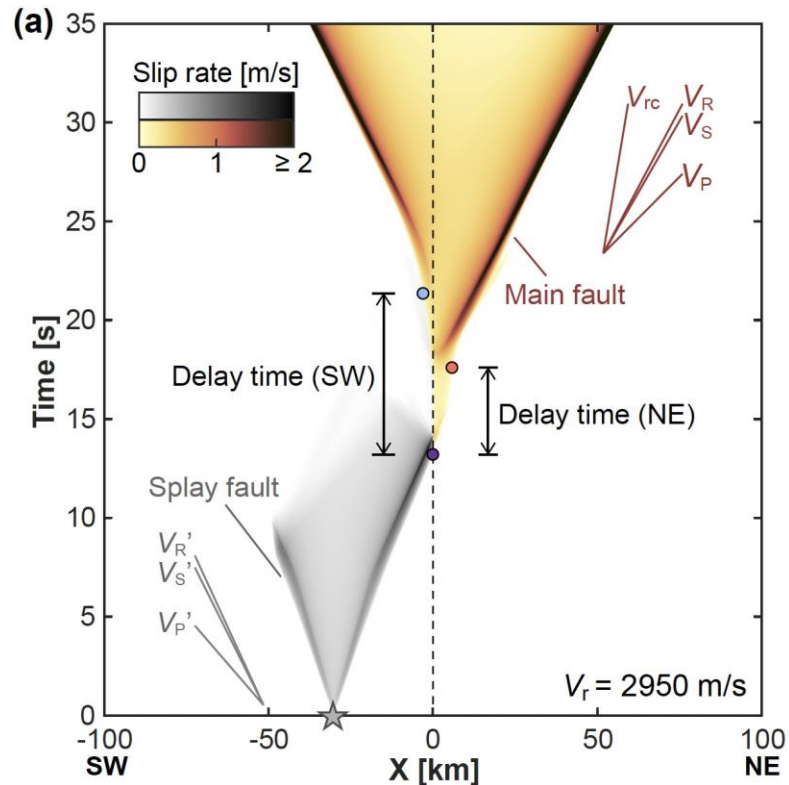 (a)
35
30
25
20
15
10
5
0
Time [s]
Slip rate [m/s]
0 1 ≥ 2
Vrc
VR
VS
VP
Main fault
Delay time (SW)
Delay time (NE)
Splay fault
VR’
VS’
VP’
Vr = 2950 m/s
-100 -50 0 50 100
SW X [km] NE